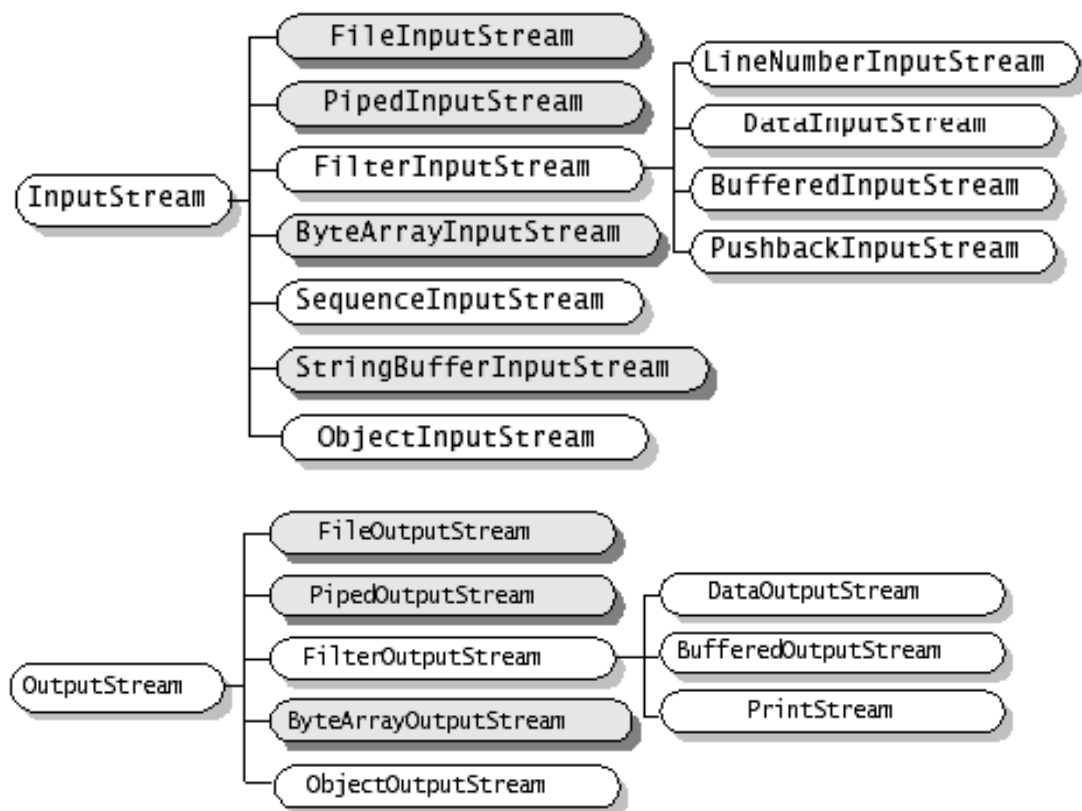 FileInputStream
PipedInputStream
FilterInputStream
InputStream
ByteArrayInputStream
SequenceInputStream
StringBufferInputStream
ObjectInputStream
LineNumberInputStream
DataInputStream
BufferedInputStream
PushbackInputStream
FileOutputStream
PipedOutputStream
FilterOutputStream
OutputStream
ByteArrayOutputStream
ObjectOutputStream
DataOutputStream
BufferedOutputStream
PrintStream